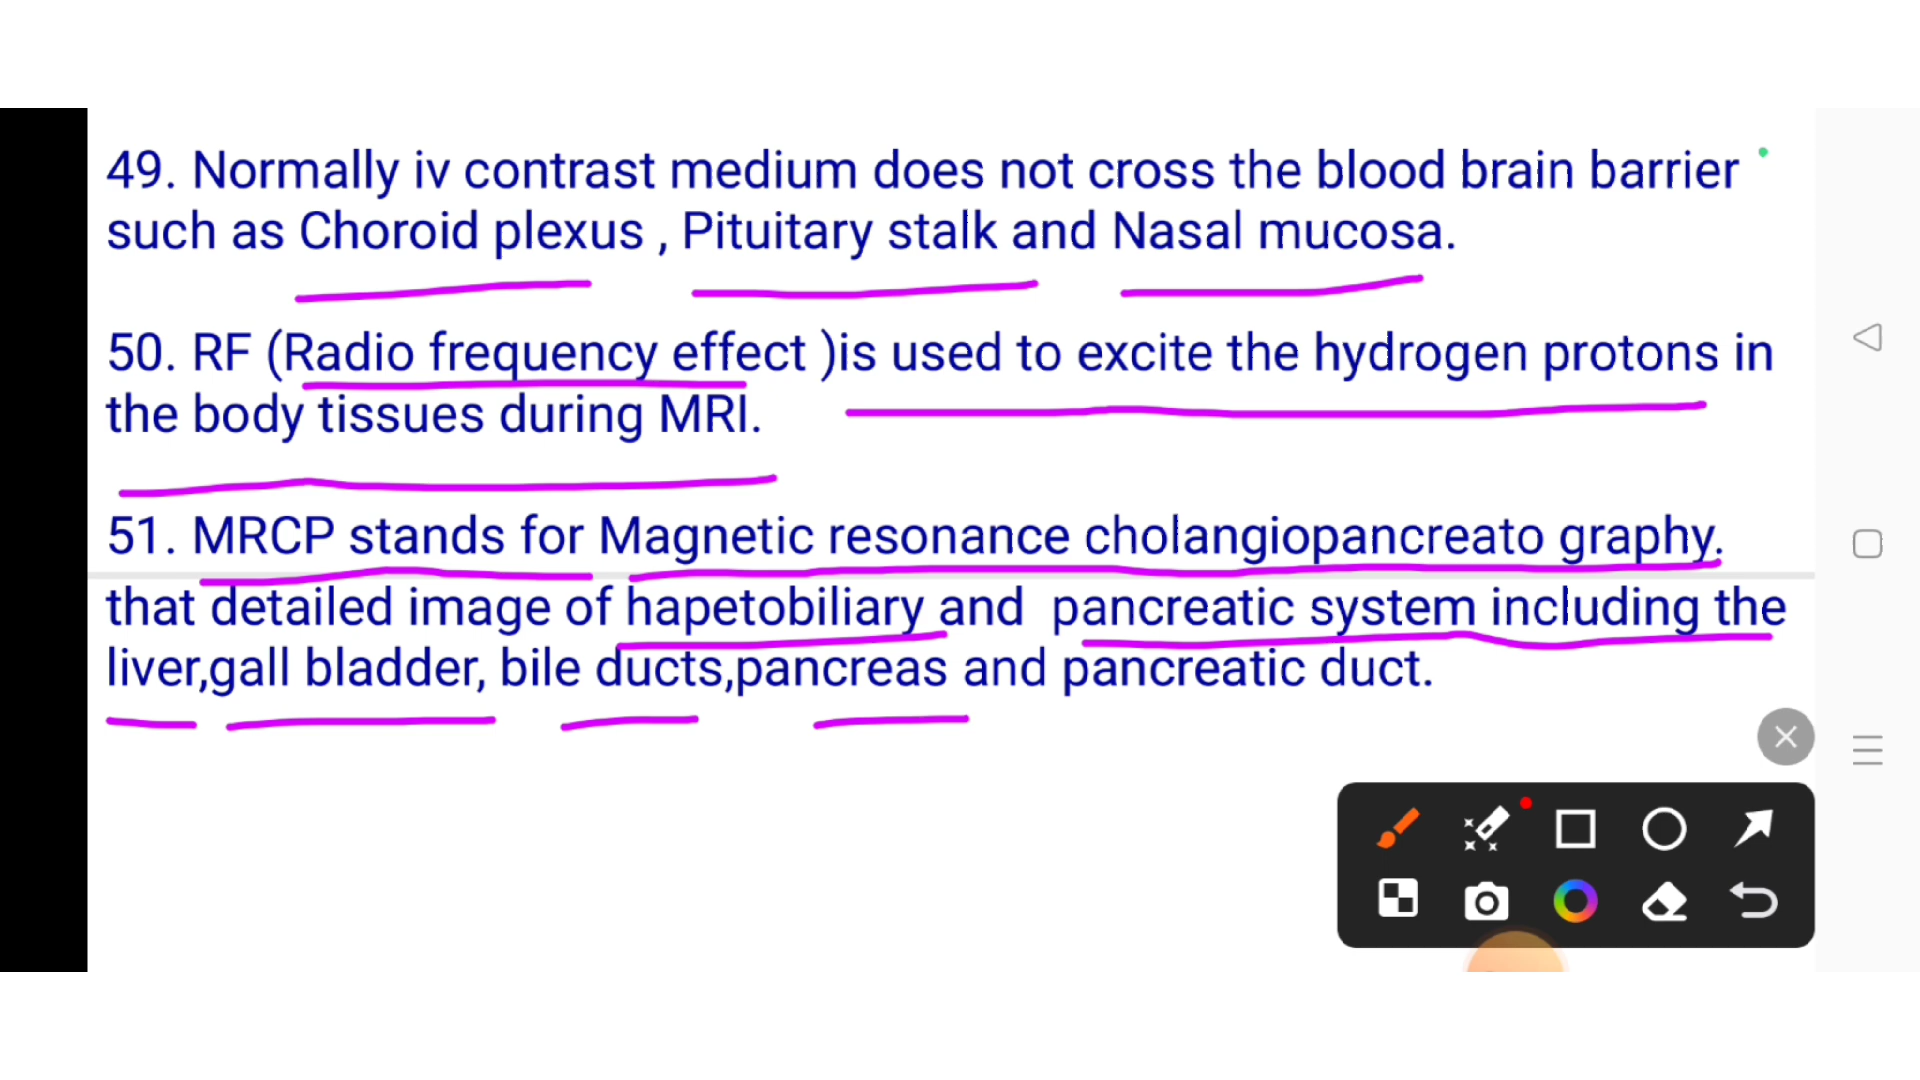 49. Normally iv contrast medium does not cross the blood brain barrier
such as Choroid plexus , Pituitary stalk and Nasal mucosa.
50. RF (Radio frequency effect )is used to excite the hydrogen protons in
the body tissues during MRI.
51. MRCP stands for Magnetic resonance cholangiopancreato graphy.
that detailed image of hapetobiliary and  pancreatic system including the
liver,gall bladder, bile ducts,pancreas and pancreatic duct.